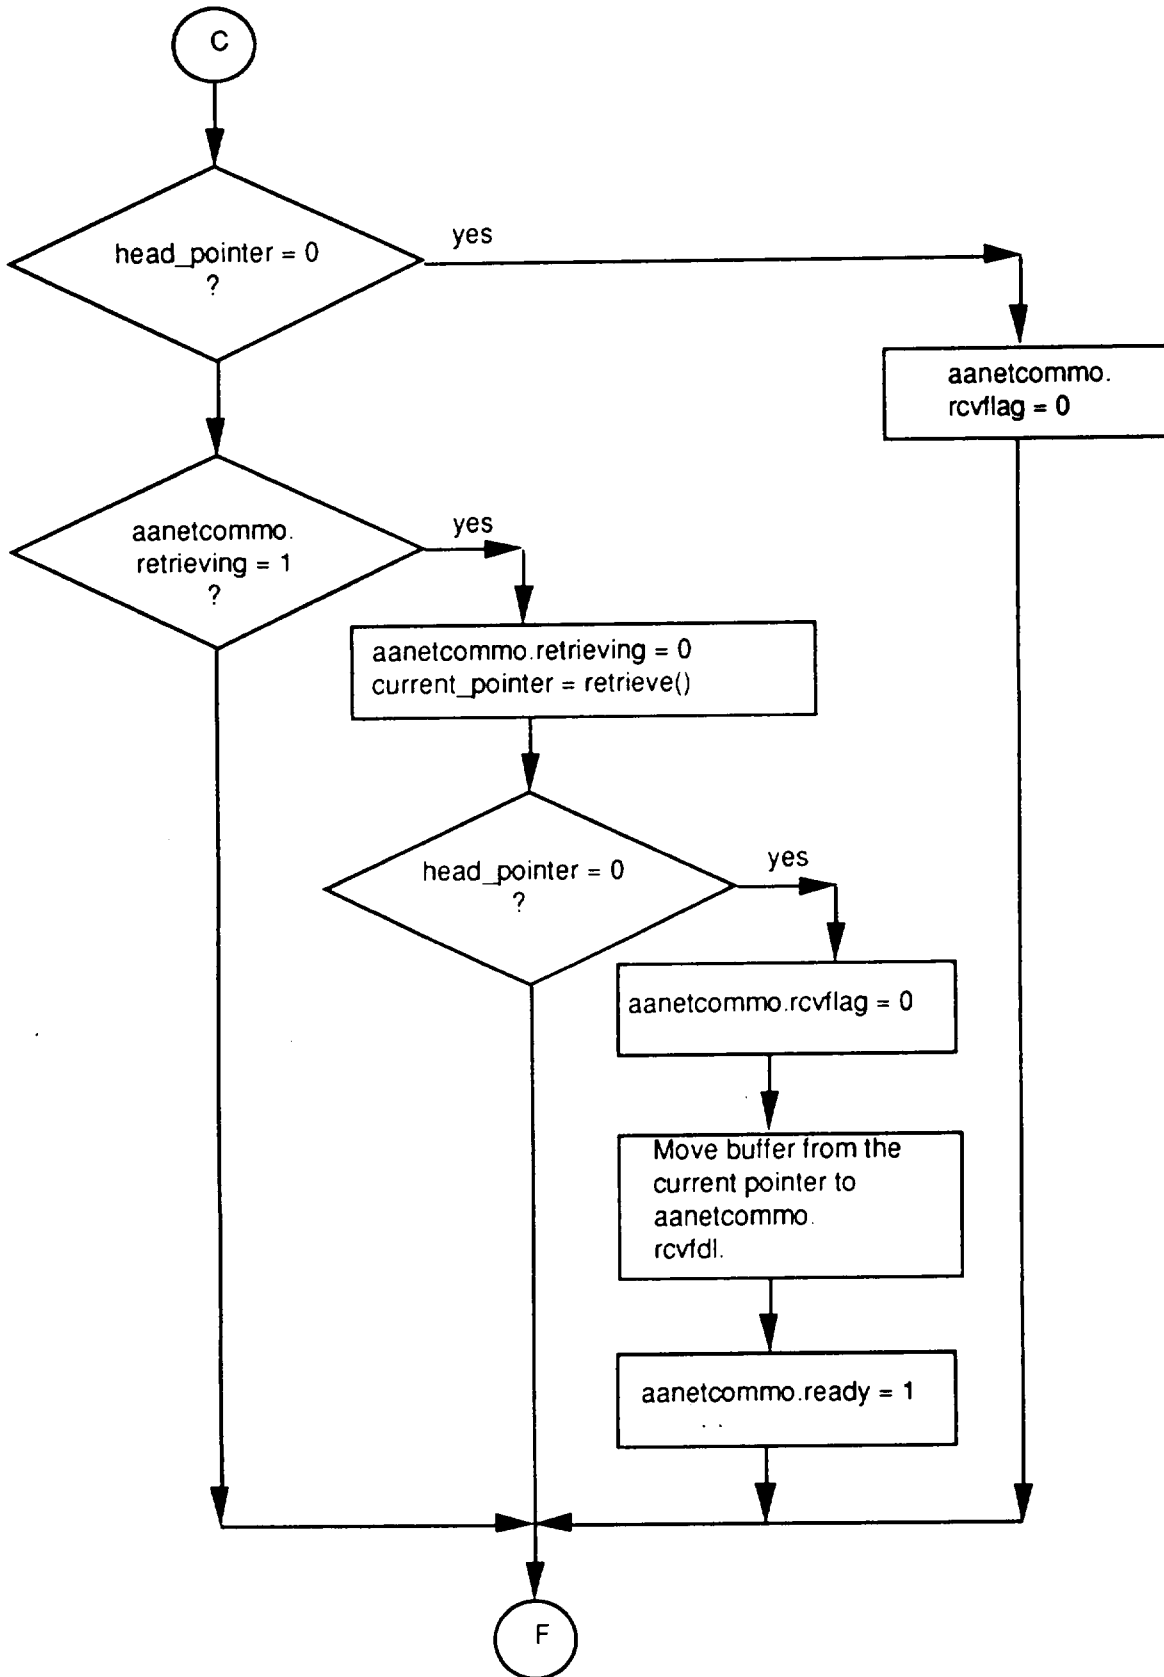 C
head_pointer = 0
?
yes
aanetcommo.
rcvflag = 0
aanetcommo.
retrieving = 1
?
yes
aanetcommo.retrieving = 0
current_pointer = retrieve()
head_pointer = 0
?
yes
aanetcommo.rcvflag = 0
Move buffer from the
current pointer to
aanetcommo.
rcvfdl.
aanetcommo.ready = 1
F